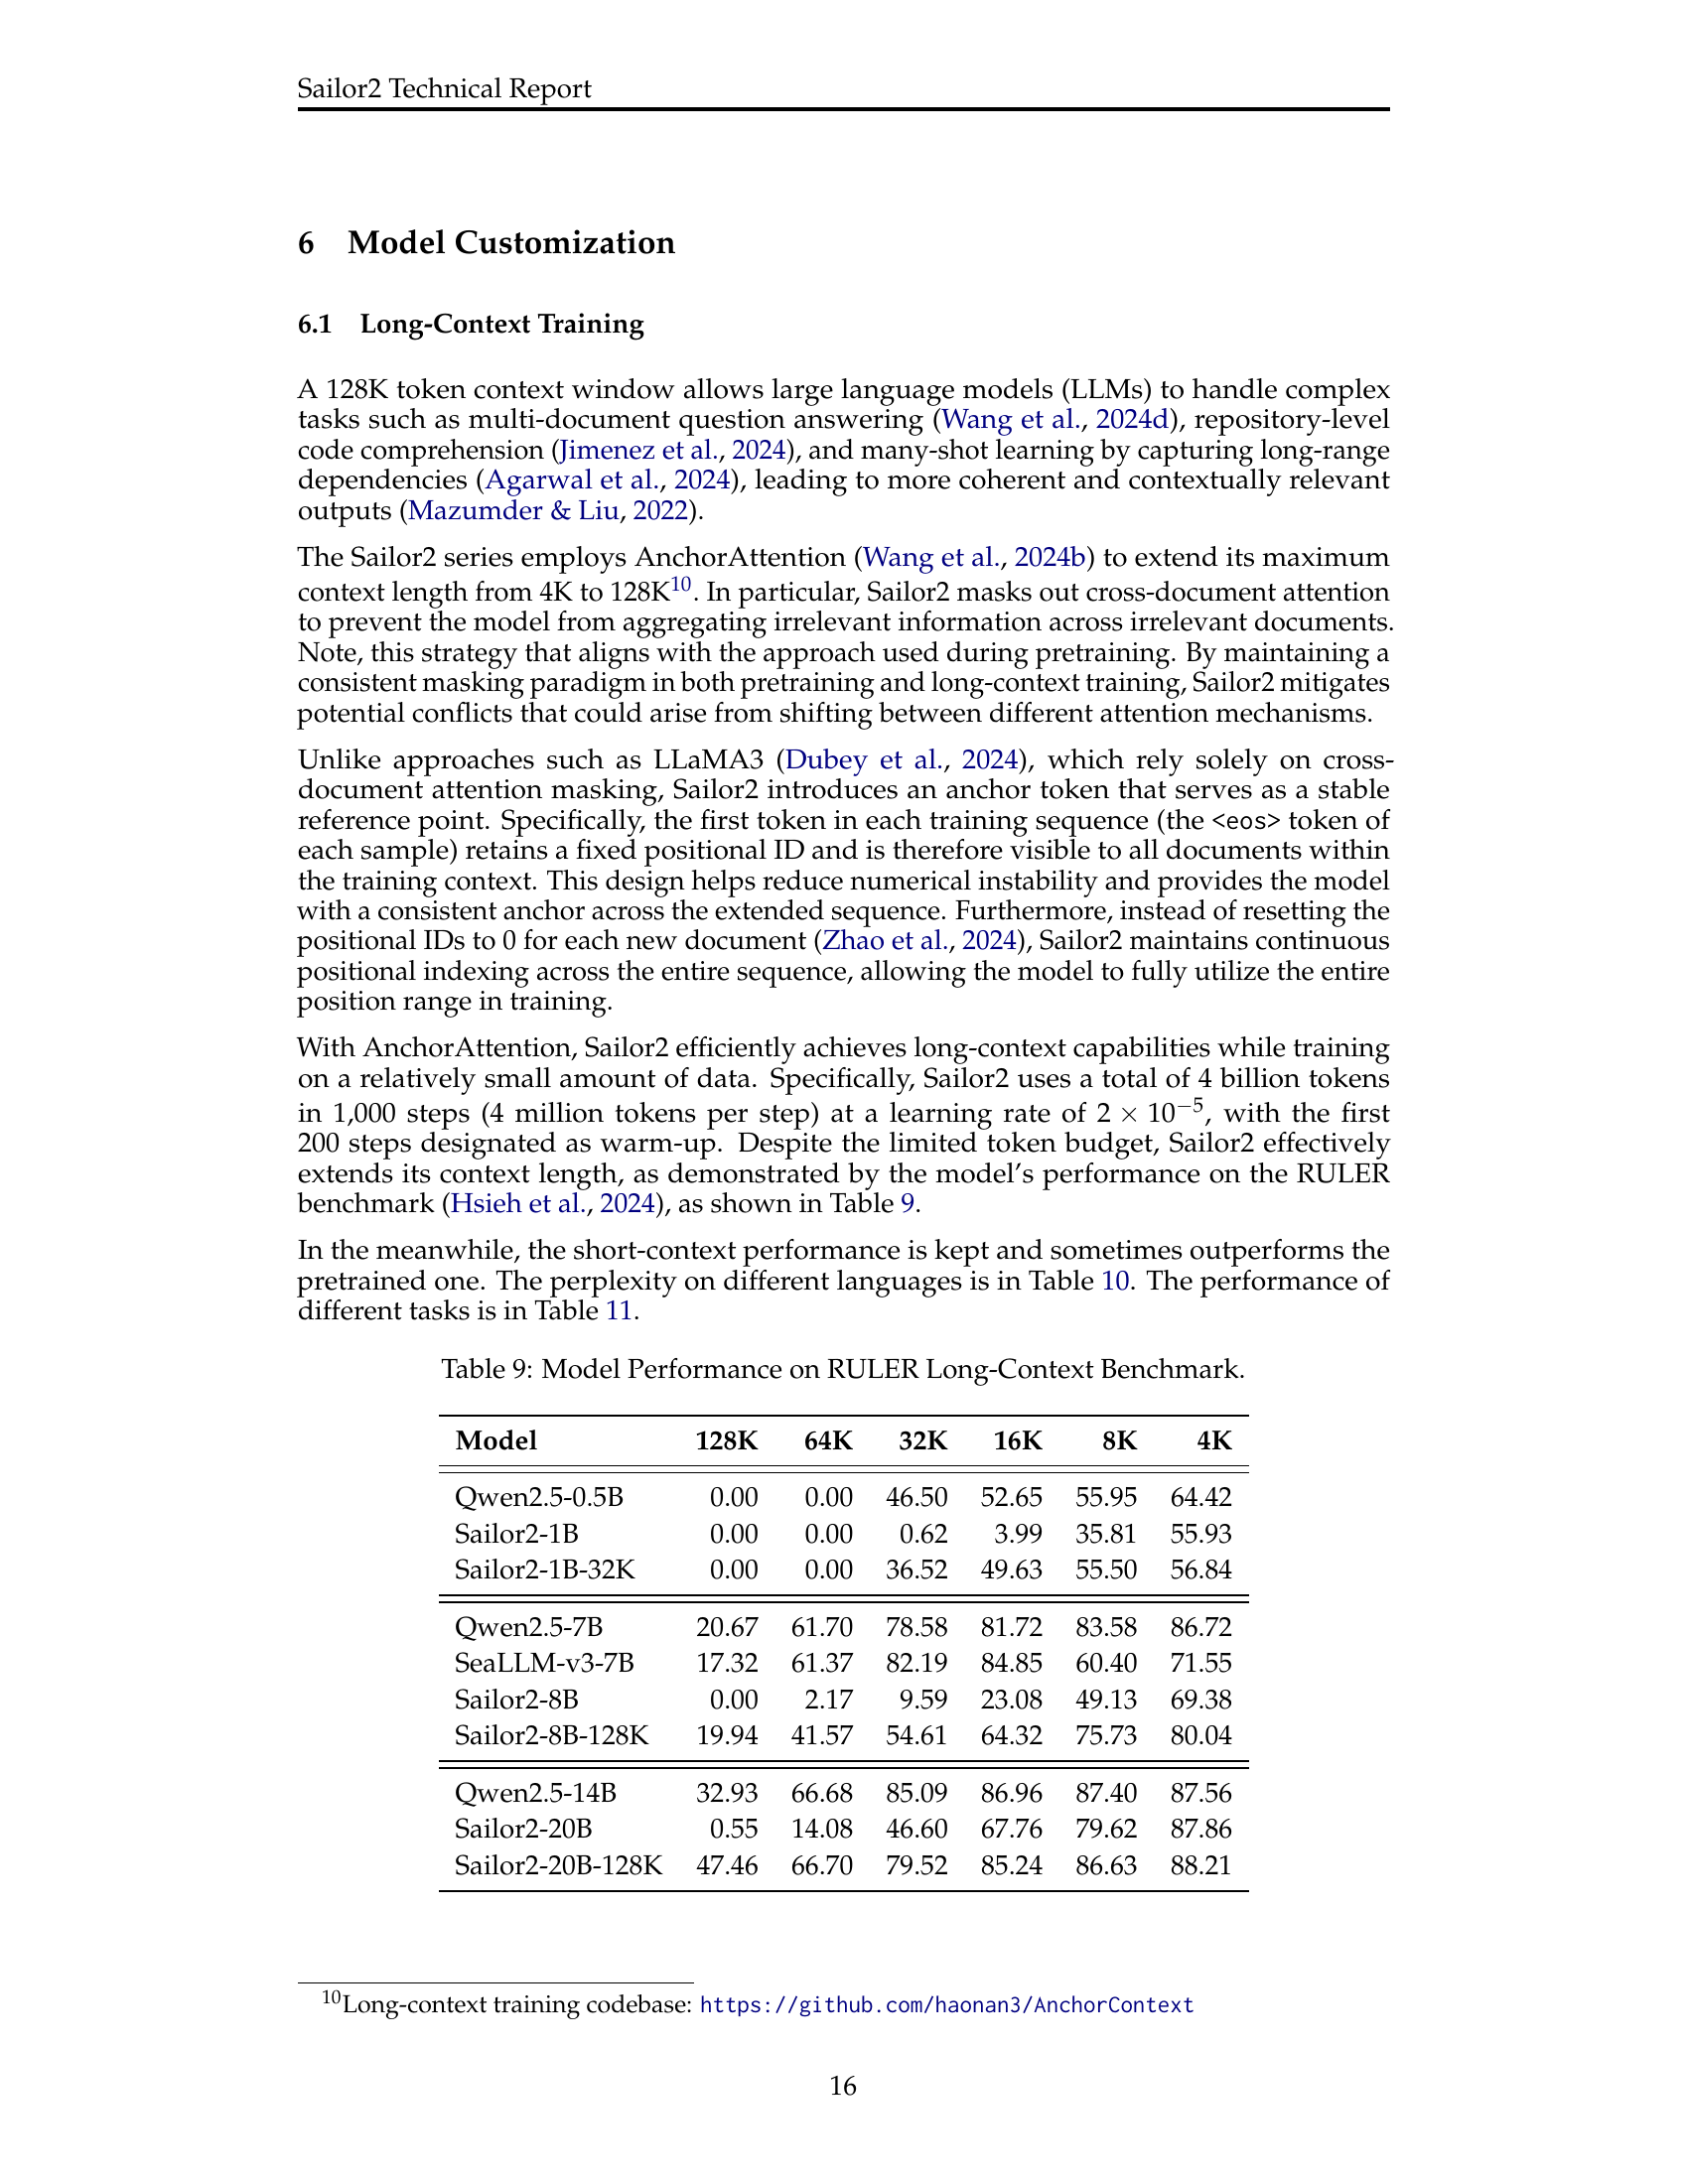 Sailor2 Technical Report
6 Model Customization
6.1 Long-Context Training
A 128K token context window allows large language models (LLMs) to handle complex
tasks such as multi-document question answering (Wang et al., 2024d), repository-level
code comprehension (Jimenez et al., 2024), and many-shot learning by capturing long-range
dependencies (Agarwal et al., 2024), leading to more coherent and contextually relevant
outputs (Mazumder & Liu, 2022).
The Sailor2 series employs AnchorAttention (Wang et al., 2024b) to extend its maximum
context length from 4K to 128K¹⁰. In particular, Sailor2 masks out cross-document attention
to prevent the model from aggregating irrelevant information across irrelevant documents.
Note, this strategy that aligns with the approach used during pretraining. By maintaining a
consistent masking paradigm in both pretraining and long-context training, Sailor2 mitigates
potential conflicts that could arise from shifting between different attention mechanisms.
Unlike approaches such as LLaMA3 (Dubey et al., 2024), which rely solely on cross-
document attention masking, Sailor2 introduces an anchor token that serves as a stable
reference point. Specifically, the first token in each training sequence (the <eos> token of
each sample) retains a fixed positional ID and is therefore visible to all documents within
the training context. This design helps reduce numerical instability and provides the model
with a consistent anchor across the extended sequence. Furthermore, instead of resetting the
positional IDs to 0 for each new document (Zhao et al., 2024), Sailor2 maintains continuous
positional indexing across the entire sequence, allowing the model to fully utilize the entire
position range in training.
With AnchorAttention, Sailor2 efficiently achieves long-context capabilities while training
on a relatively small amount of data. Specifically, Sailor2 uses a total of 4 billion tokens
in 1,000 steps (4 million tokens per step) at a learning rate of 2 × 10⁻⁵, with the first
200 steps designated as warm-up. Despite the limited token budget, Sailor2 effectively
extends its context length, as demonstrated by the model's performance on the RULER
benchmark (Hsieh et al., 2024), as shown in Table 9.
In the meanwhile, the short-context performance is kept and sometimes outperforms the
pretrained one. The perplexity on different languages is in Table 10. The performance of
different tasks is in Table 11.
Table 9: Model Performance on RULER Long-Context Benchmark.
Model 128K 64K 32K 16K 8K 4K
Qwen2.5-0.5B 0.00 0.00 46.50 52.65 55.95 64.42
Sailor2-1B 0.00 0.00 0.62 3.99 35.81 55.93
Sailor2-1B-32K 0.00 0.00 36.52 49.63 55.50 56.84
Qwen2.5-7B 20.67 61.70 78.58 81.72 83.58 86.72
SeaLLM-v3-7B 17.32 61.37 82.19 84.85 60.40 71.55
Sailor2-8B 0.00 2.17 9.59 23.08 49.13 69.38
Sailor2-8B-128K 19.94 41.57 54.61 64.32 75.73 80.04
Qwen2.5-14B 32.93 66.68 85.09 86.96 87.40 87.56
Sailor2-20B 0.55 14.08 46.60 67.76 79.62 87.86
Sailor2-20B-128K 47.46 66.70 79.52 85.24 86.63 88.21
¹⁰Long-context training codebase: https://github.com/haonan3/AnchorContext
16